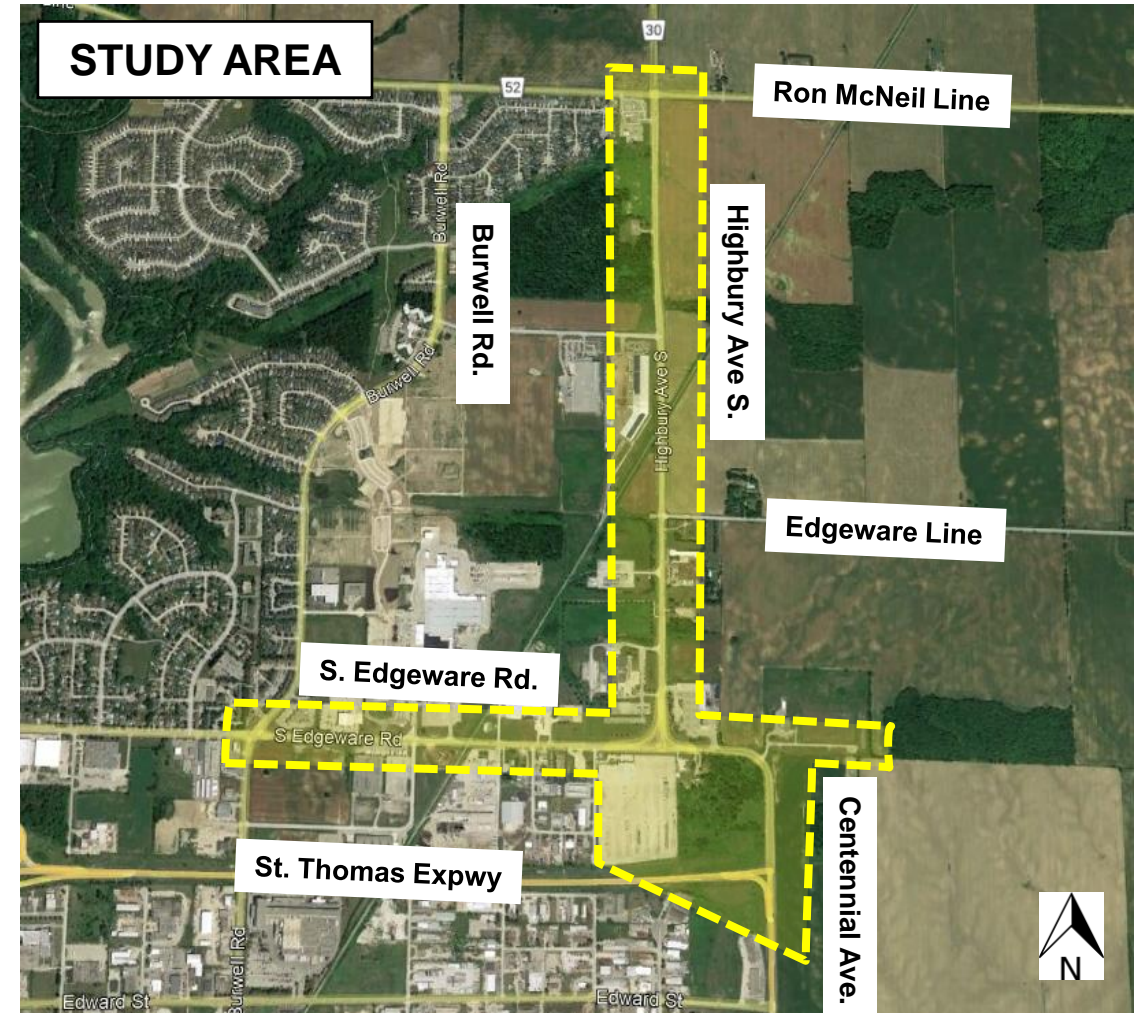 Line
30
STUDY AREA
52
Ron McNeil Line
Burwell Rd
Burwell Rd.
Highbury Ave S.
Burwell Rd
Highbury Ave S
Edgeware Line
S. Edgeware Rd.
S Edgeware Rd
Centennial Ave.
St. Thomas Expwy
Burwell Rd
Edward St
Edward St
N